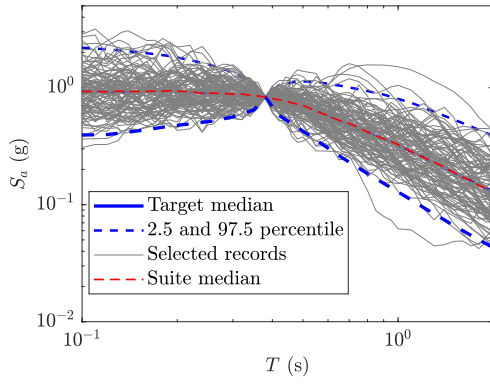 10^0
10^-1
10^-2
S_a (g)
Target median
2.5 and 97.5 percentile
Selected records
Suite median
10^-1
10^0
T (s)